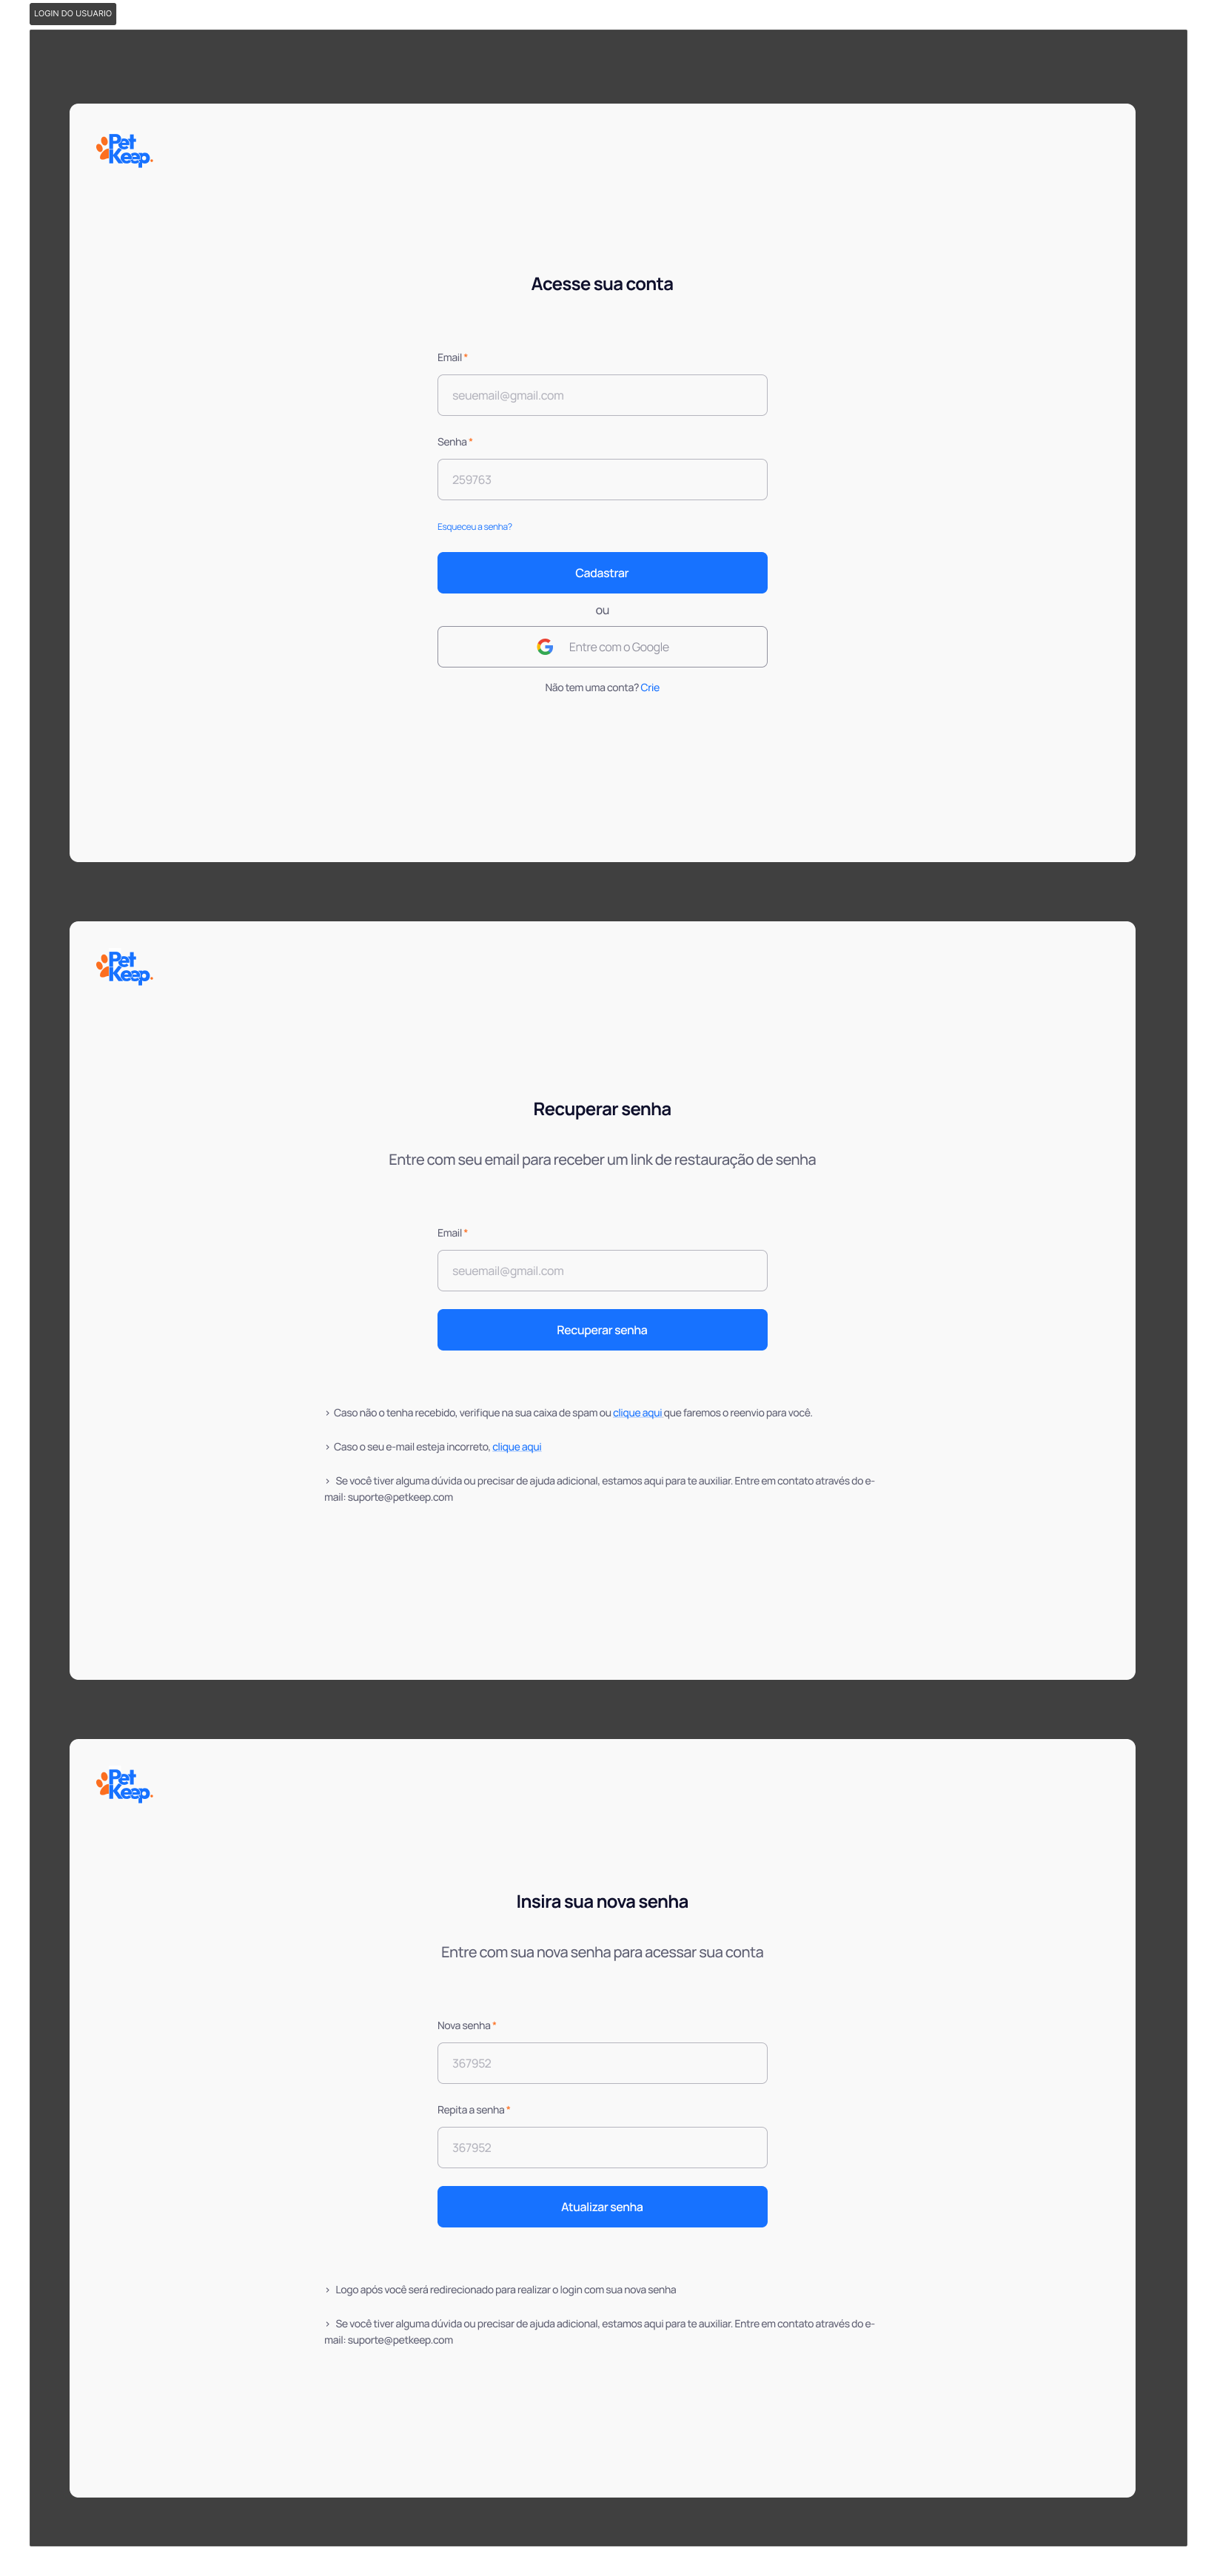 LOGIN DO USUARIO
Pet
Keep.
Acesse sua conta
Email *
seuemail@gmail.com
Senha *
259763
Esqueceu a senha?
Cadastrar
ou
Entre com o Google
Não tem uma conta? Crie
Pet
Keep.
Recuperar senha
Entre com seu email para receber um link de restauração de senha
Email *
seuemail@gmail.com
Recuperar senha
> Caso não o tenha recebido, verifique na sua caixa de spam ou clique aqui que faremos o reenvio para você.
> Caso o seu e-mail esteja incorreto, clique aqui
> Se você tiver alguma dúvida ou precisar de ajuda adicional, estamos aqui para te auxiliar. Entre em contato através do e-
mail: suporte@petkeep.com
Pet
Keep.
Insira sua nova senha
Entre com sua nova senha para acessar sua conta
Nova senha *
367952
Repita a senha *
367952
Atualizar senha
> Logo após você será redirecionado para realizar o login com sua nova senha
> Se você tiver alguma dúvida ou precisar de ajuda adicional, estamos aqui para te auxiliar. Entre em contato através do e-
mail: suporte@petkeep.com